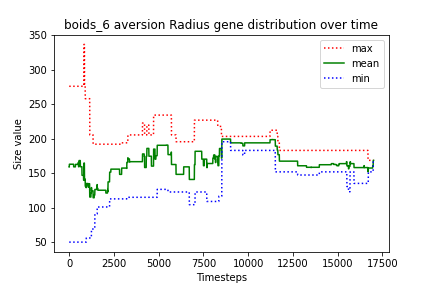 boids_6 aversion Radius gene distribution over time
350
300
250
200
150
100
50
Size value
max
mean
min
0 2500 5000 7500 10000 12500 15000 17500
Timesteps